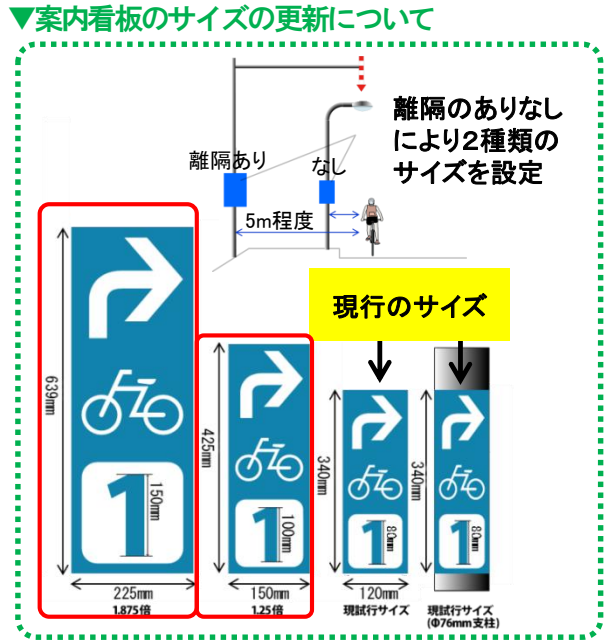 ▼案内看板のサイズの更新について
離隔のありなし
により2種類の
サイズを設定
離隔あり
なし
5m程度
現行のサイズ
639mm
1
150mm
225mm
1.875倍
425mm
1
100mm
150mm
1.25倍
340mm
1
80mm
120mm
現試行サイズ
340mm
1
80mm
現試行サイズ
(Φ76mm支柱)